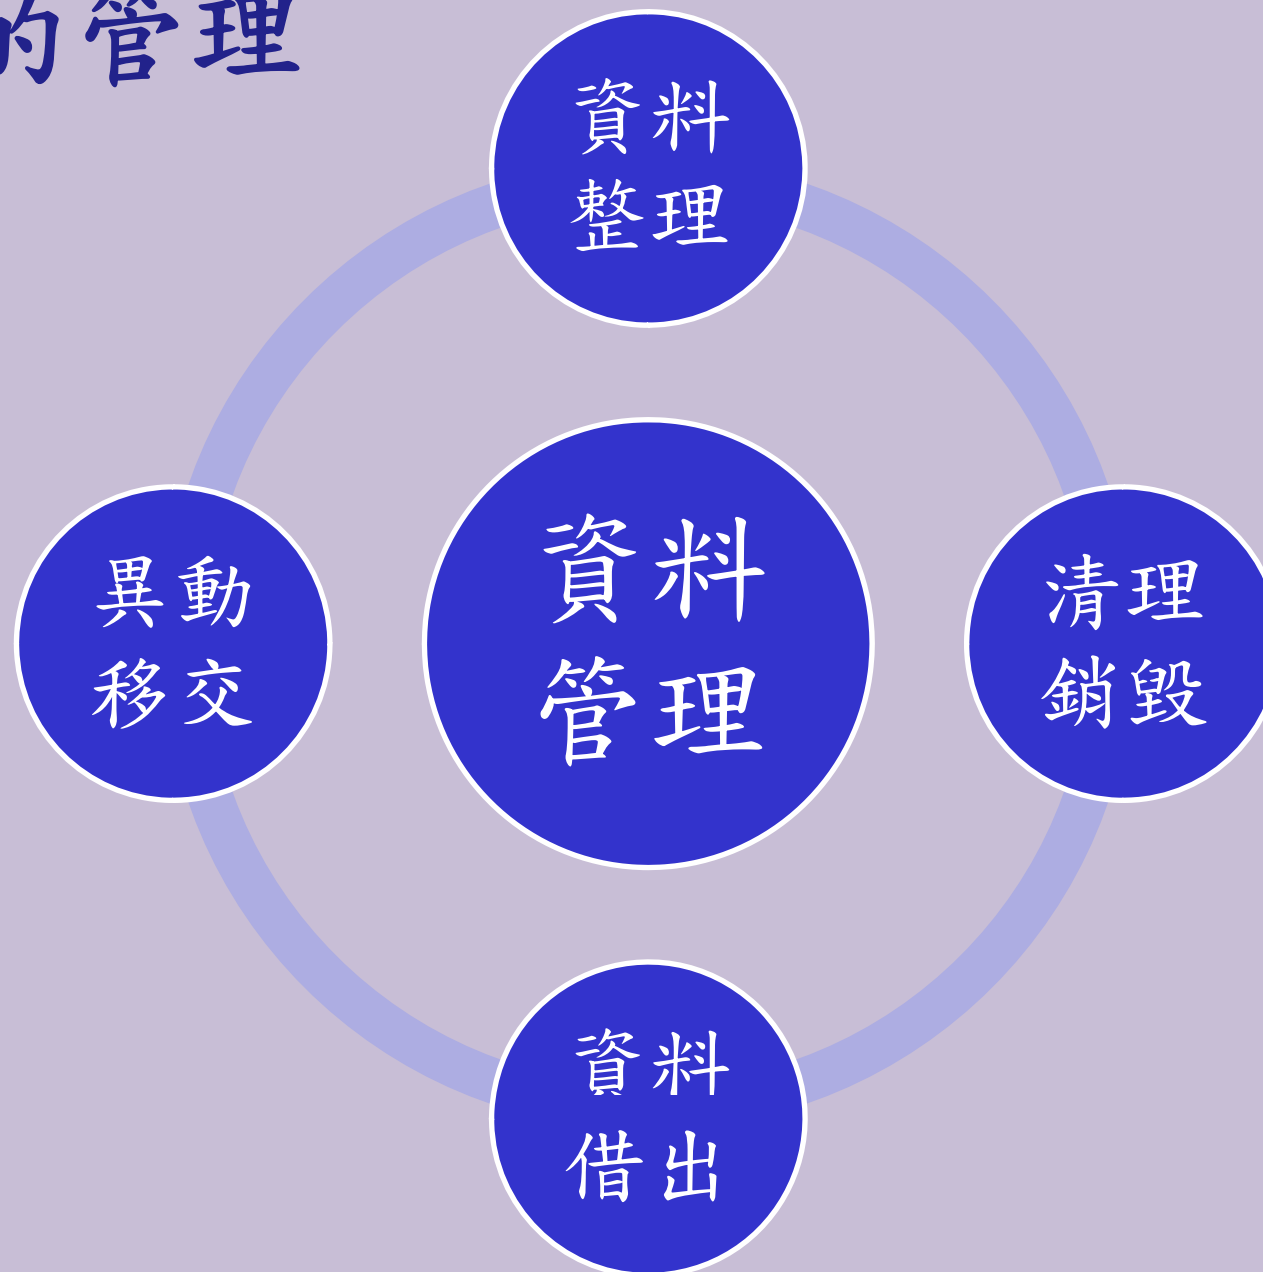 的管理
資料
整理
異動
移交
資料
管理
清理
銷毀
資料
借出